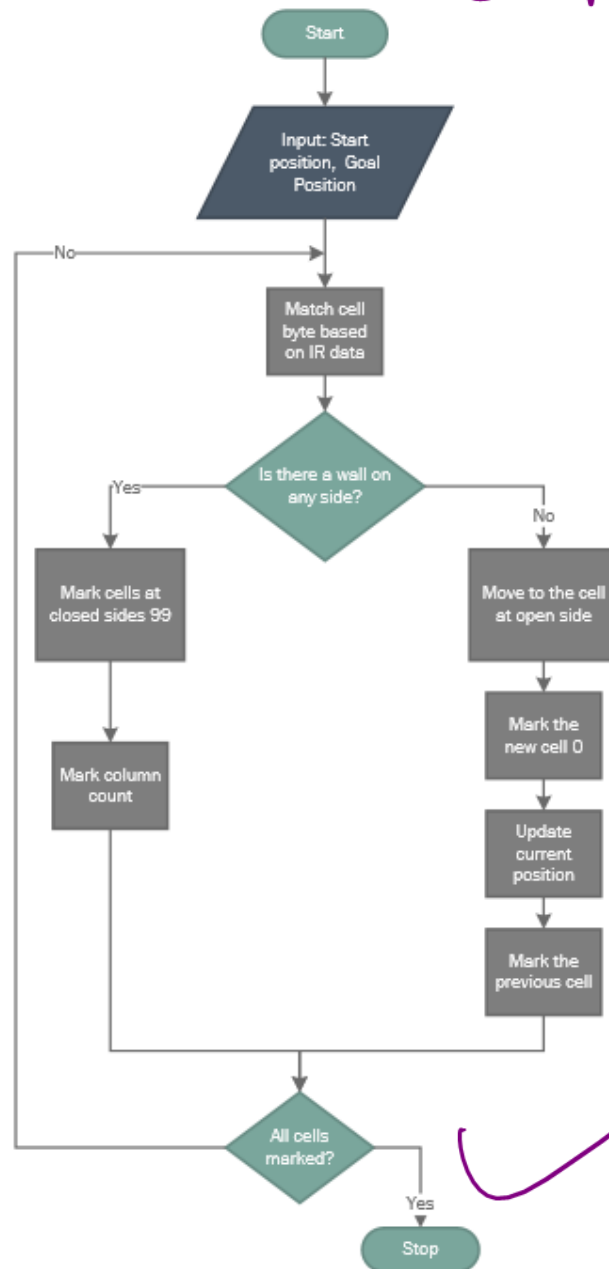 Start
Input: Start
position, Goal
Position
No
Match cell
byte based
on IR data
Is there a wall on
any side?
Yes
No
Mark cells at
closed sides 99
Move to the cell
at open side
Mark the
new cell 0
Mark column
count
Update
current
position
Mark the
previous cell
All cells
marked?
Yes
Stop